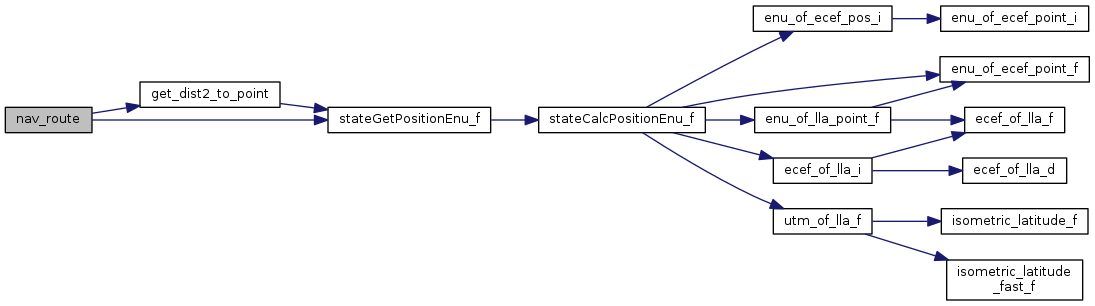 nav_route
get_dist2_to_point
stateGetPositionEnu_f
stateCalcPositionEnu_f
enu_of_ecef_pos_i
enu_of_ecef_point_i
enu_of_ecef_point_f
enu_of_lla_point_f
ecef_of_lla_f
ecef_of_lla_i
ecef_of_lla_d
utm_of_lla_f
isometric_latitude_f
isometric_latitude
_fast_f